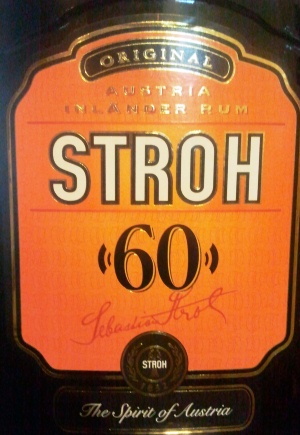 ORIGINAL
AUSTRIA
INLÄNDER RUM
STROH
60
Sebastian Stroh
STROH
The Spirit of Austria